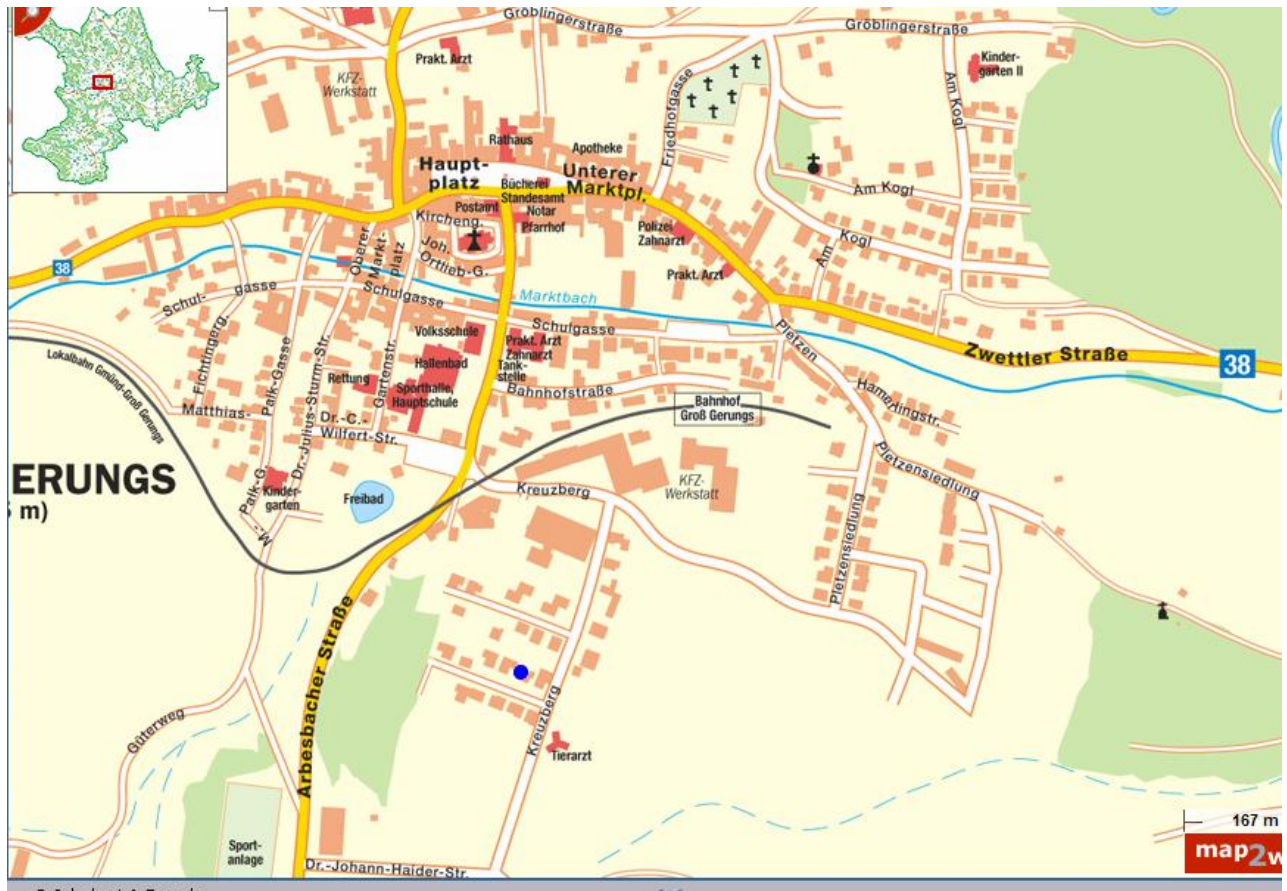 Gröblingerstraße
Gröblingerstraße
Prakt. Arzt
KFZ-
Werkstatt
Kinder-
garten II
Am Kogl
Friedhofgasse
Rathaus
Apotheke
Haupt-
platz
Unterer
Marktpl.
Bücherei
Standesamt
Notar
Postamt
Pfarrhof
Kircheng.
Joh.
Ortlieb-G.
Am Kogl
Polizei
Zahnarzt
Am
Kogl
Prakt. Arzt
38
Oberer
Markt-
platz
Schul-
gasse
Schulgasse
Marktbach
Schulgasse
Volksschule
Prakt. Arzt
Zahnarzt
Tank-
stelle
Hallenbad
Rettung
Sporthalle,
Hauptschule
Bahnhofstraße
Pletzen
Zwettler Straße
38
Lokalbahn Gmünd-Groß Gerungs
Fichtingerg.
Palk-Gasse
Dr.-Julius-Sturm-Str.
Gartenstr.
Matthias-
Dr.-C.-
Wilfert-Str.
Bahnhof
Groß Gerungs
Hamerlingstr.
Pletzensiedlung
ERUNGS
m)
Palk-G.
M.-
Kinder-
garten
Freibad
Kreuzberg
KFZ-
Werkstatt
Pletzensiedlung
Arbesbacher Straße
Güterweg
Kreuzberg
Tierarzt
Sport-
anlage
Dr.-Johann-Haider-Str.
167 m
map2w